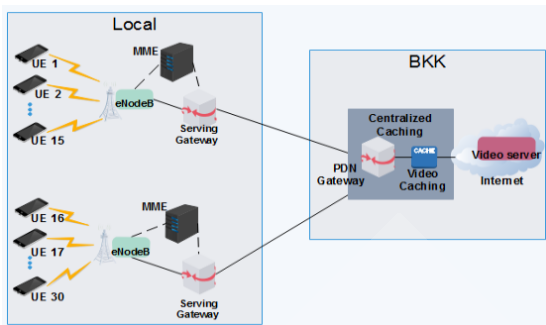 Local
UE 1
UE 2
UE 15
eNodeB
MME
Serving
Gateway
UE 16
UE 17
UE 30
eNodeB
MME
Serving
Gateway
BKK
Centralized
Caching
PDN
Gateway
CACHE
Video
Caching
Video server
Internet